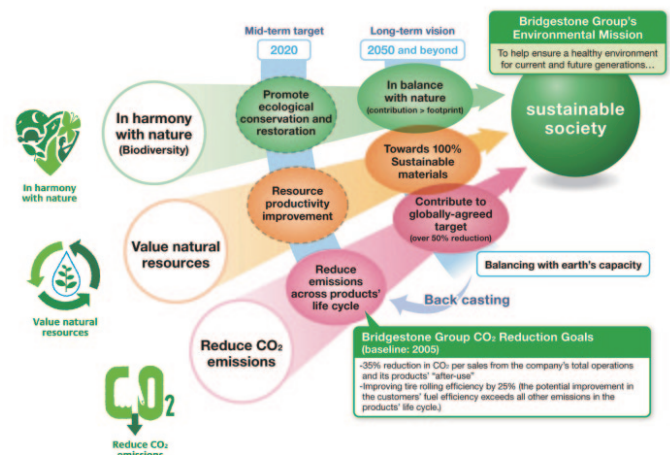 Mid-term target
2020
Long-term vision
2050 and beyond
Bridgestone Group's
Environmental Mission
To help ensure a healthy environment
for current and future generations...
sustainable
society
In harmony
with nature
In harmony
with nature
(Biodiversity)
Promote
ecological
conservation and
restoration
In balance
with nature
(contribution > footprint)
Value natural
resources
Value natural
resources
Resource
productivity
improvement
Towards 100%
Sustainable
materials
CO2
Reduce CO₂
emissions
Reduce CO₂
emissions
Reduce
emissions
across products'
life cycle
Contribute to
globally-agreed
target
(over 50% reduction)
Balancing with earth's capacity
Back casting
Bridgestone Group CO₂ Reduction Goals
(baseline: 2005)
-35% reduction in CO₂ per sales from the company's total operations
and its products' "after-use"
-Improving tire rolling efficiency by 25% (the potential improvement in
the customers' fuel efficiency exceeds all other emissions in the
products' life cycle.)